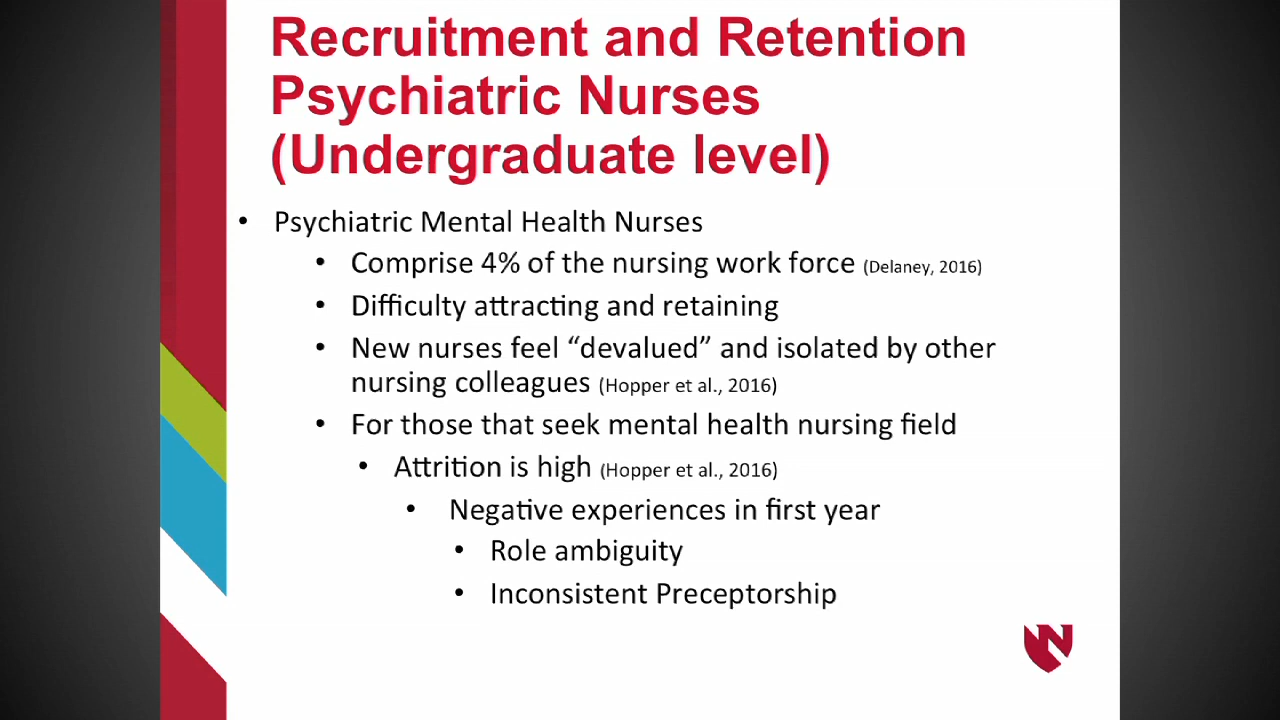 Recruitment and Retention
Psychiatric Nurses
(Undergraduate level)
• Psychiatric Mental Health Nurses
• Comprise 4% of the nursing work force (Delaney, 2016)
• Difficulty attracting and retaining
• New nurses feel “devalued” and isolated by other
nursing colleagues (Hopper et al., 2016)
• For those that seek mental health nursing field
• Attrition is high (Hopper et al., 2016)
• Negative experiences in first year
• Role ambiguity
• Inconsistent Preceptorship